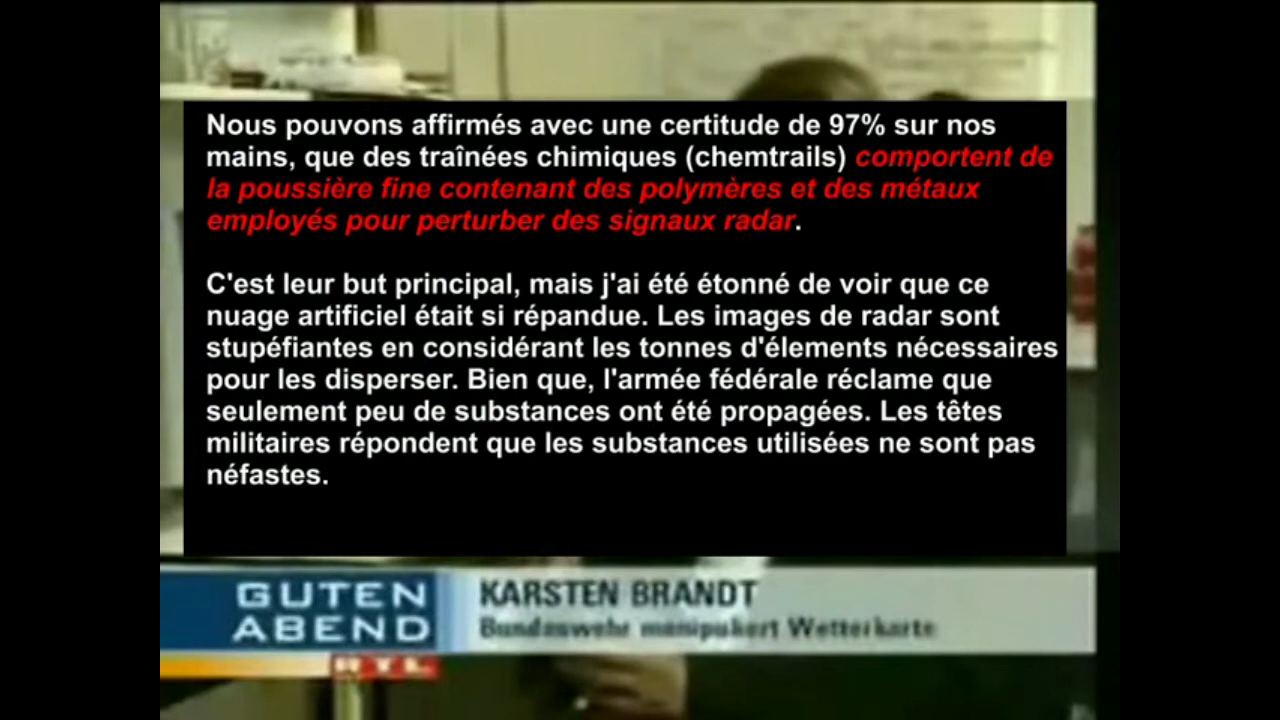 Nous pouvons affirmés avec une certitude de 97% sur nos
mains, que des traînées chimiques (chemtrails) comportent de
la poussière fine contenant des polymères et des métaux
employés pour perturber des signaux radar.
C'est leur but principal, mais j'ai été étonné de voir que ce
nuage artificiel était si répandue. Les images de radar sont
stupéfiantes en considérant les tonnes d'élements nécessaires
pour les disperser. Bien que, l'armée fédérale réclame que
seulement peu de substances ont été propagées. Les têtes
militaires répondent que les substances utilisées ne sont pas
néfastes.
GUTEN
ABEND
KARSTEN BRANDT
Bundeswehr manipuliert Wetterkarte
RTL